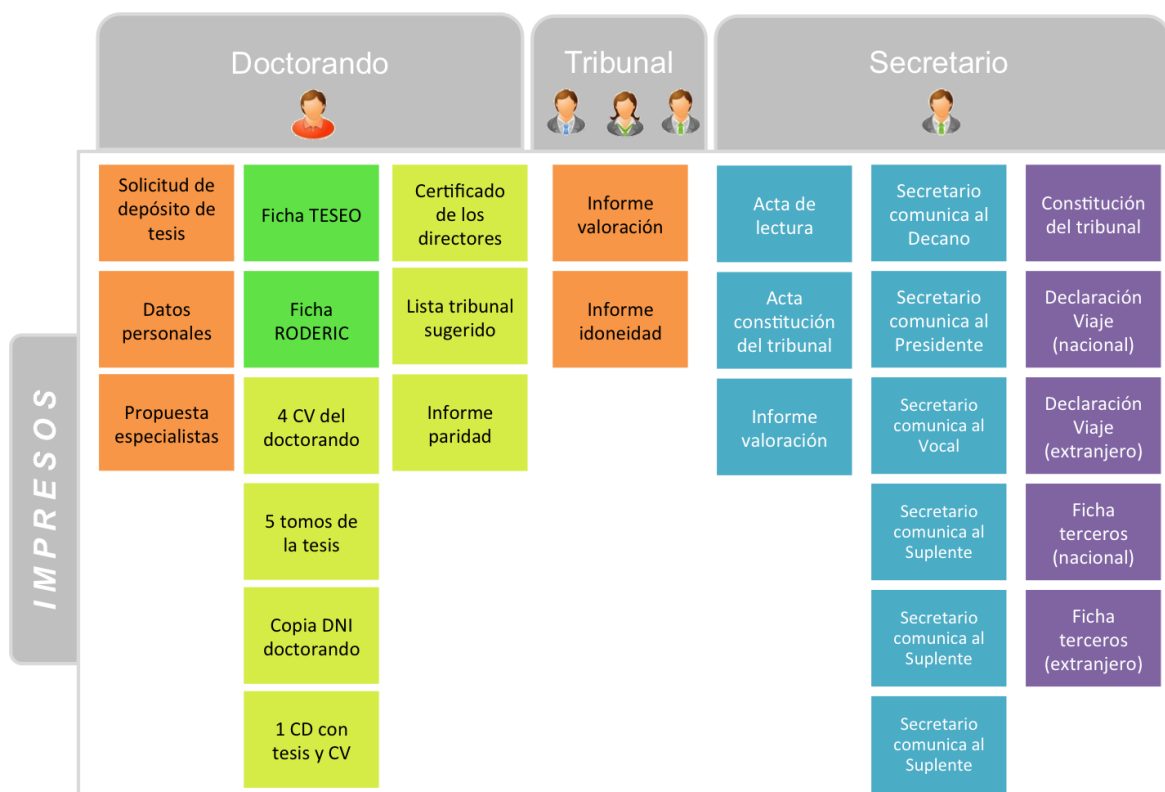 Doctorando
Tribunal
Secretario
IMPRESOS
Solicitud de
depósito de
tesis
Datos
personales
Propuesta
especialistas
Ficha TESEO
Ficha
RODERIC
4 CV del
doctorando
5 tomos de
la tesis
Copia DNI
doctorando
1 CD con
tesis y CV
Certificado
de los
directores
Lista tribunal
sugerido
Informe
paridad
Informe
valoración
Informe
idoneidad
Acta de
lectura
Acta
constitución
del tribunal
Informe
valoración
Secretario
comunica al
Decano
Secretario
comunica al
Presidente
Secretario
comunica al
Vocal
Secretario
comunica al
Suplente
Secretario
comunica al
Suplente
Secretario
comunica al
Suplente
Constitución
del tribunal
Declaración
Viaje
(nacional)
Declaración
Viaje
(extranjero)
Ficha
terceros
(nacional)
Ficha
terceros
(extranjero)